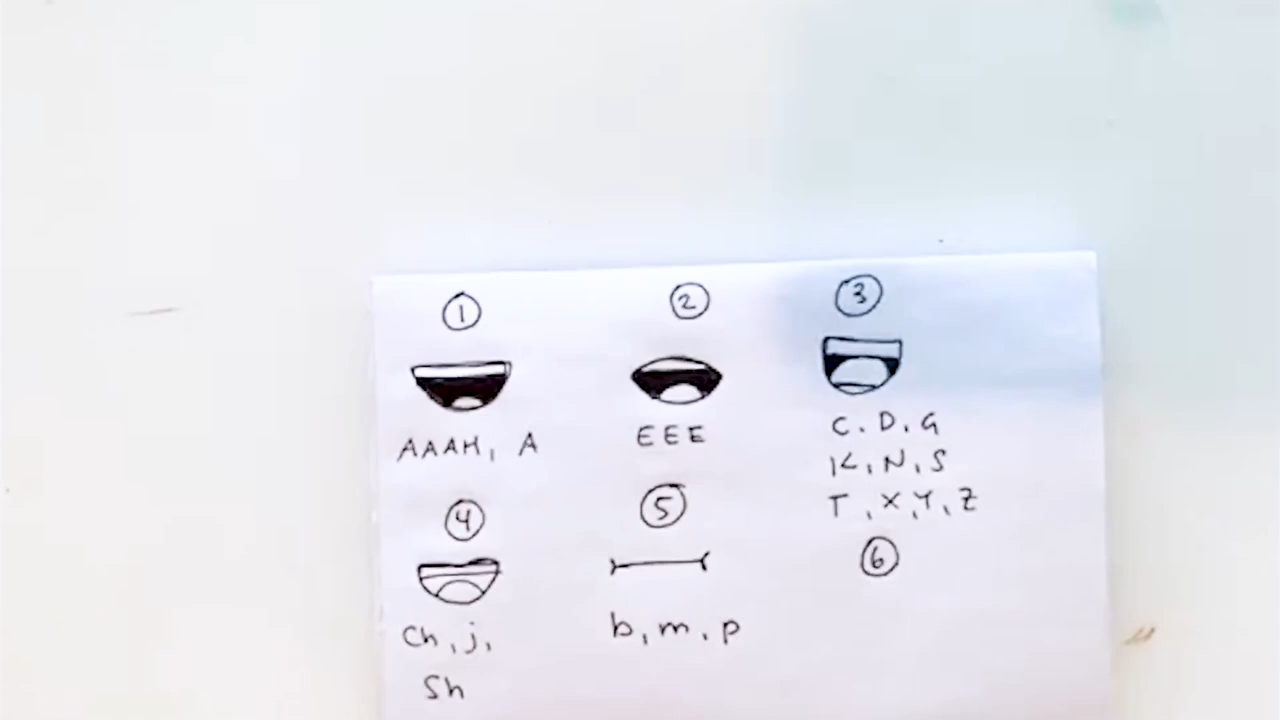 1 2 3
AAAH, A EEE C. D. G
K, N, S
T, X, Y, Z
4 5 6
Ch, j, b, m, p
Sh